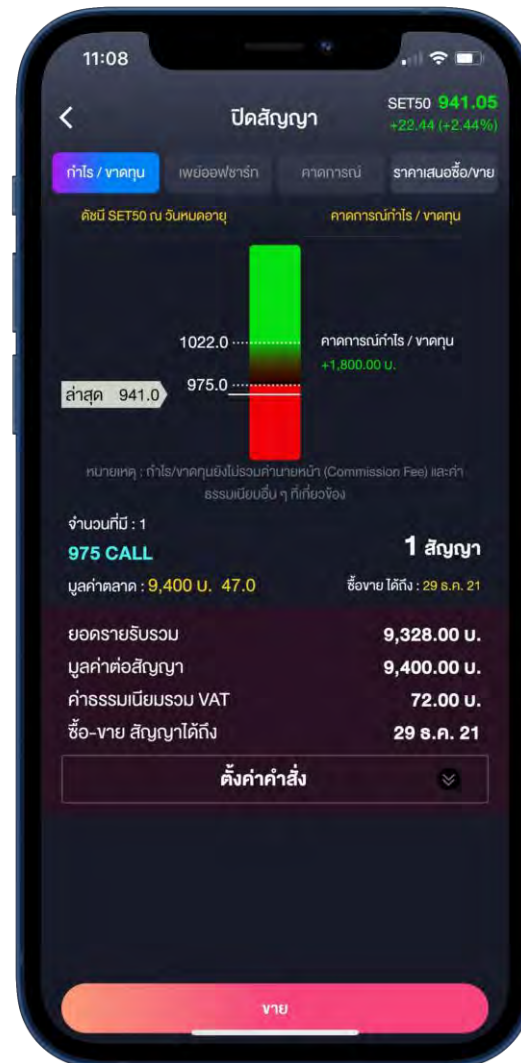 11:08
ปิดสัญญา
SET50 941.05
+22.44 (+2.44%)
กำไร / ขาดทุน
เพย์ออฟชาร์ท
คาดการณ์
ราคาเสนอซื้อ/ขาย
ดัชนี SET50 ณ วันหมดอายุ
คาดการณ์กำไร / ขาดทุน
1022.0
คาดการณ์กำไร / ขาดทุน
+1,800.00 บ.
975.0
ล่าสุด 941.0
หมายเหตุ : กำไร/ขาดทุนยังไม่รวมค่านายหน้า (Commission Fee) และค่า
ธรรมเนียมอื่น ๆ ที่เกี่ยวข้อง
จำนวนที่มี : 1
975 CALL
1 สัญญา
มูลค่าตลาด : 9,400 บ. 47.0
ซื้อขายได้ถึง : 29 ธ.ค. 21
ยอดรายรับรวม 9,328.00 บ.
มูลค่าต่อสัญญา 9,400.00 บ.
ค่าธรรมเนียมรวม VAT 72.00 บ.
ซื้อ-ขาย สัญญาได้ถึง 29 ธ.ค. 21
ตั้งค่าคำสั่ง
ขาย